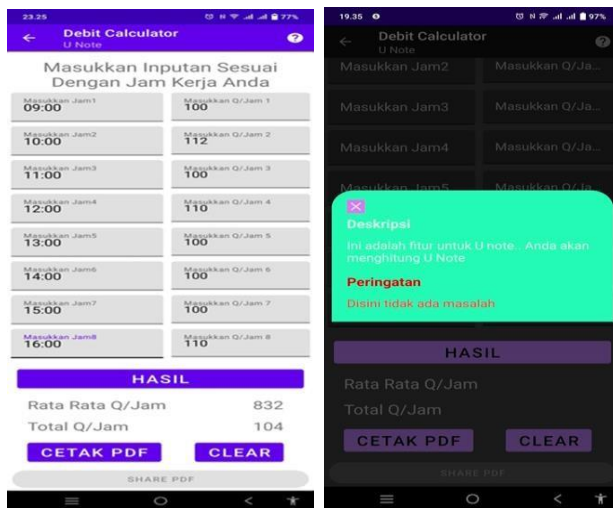 23.25
77%
Debit Calculator
U Note
Masukkan Inputan Sesuai
Dengan Jam Kerja Anda
Masukkan Jam1
09:00
Masukkan Q/Jam 1
100
Masukkan Jam2
10:00
Masukkan Q/Jam 2
112
Masukkan Jam3
11:00
Masukkan Q/Jam 3
100
Masukkan Jam4
12:00
Masukkan Q/Jam 4
110
Masukkan Jam5
13:00
Masukkan Q/Jam 5
100
Masukkan Jam6
14:00
Masukkan Q/Jam 6
100
Masukkan Jam7
15:00
Masukkan Q/Jam 7
100
Masukkan Jam8
16:00
Masukkan Q/Jam 8
110
HASIL
Rata Rata Q/Jam 832
Total Q/Jam 104
CETAK PDF CLEAR
SHARE PDF
19.35
97%
Debit Calculator
U Note
Masukkan Jam2 Masukkan Q/Ja...
Masukkan Jam3 Masukkan Q/Ja...
Masukkan Jam4 Masukkan Q/Ja...
Masukkan Jam5 Masukkan Q/Ja...
Deskripsi
Ini adalah fitur untuk U note.. Anda akan
menghitung U Note
Peringatan
Disini tidak ada masalah
HASIL
Rata Rata Q/Jam
Total Q/Jam
CETAK PDF CLEAR
SHARE PDF